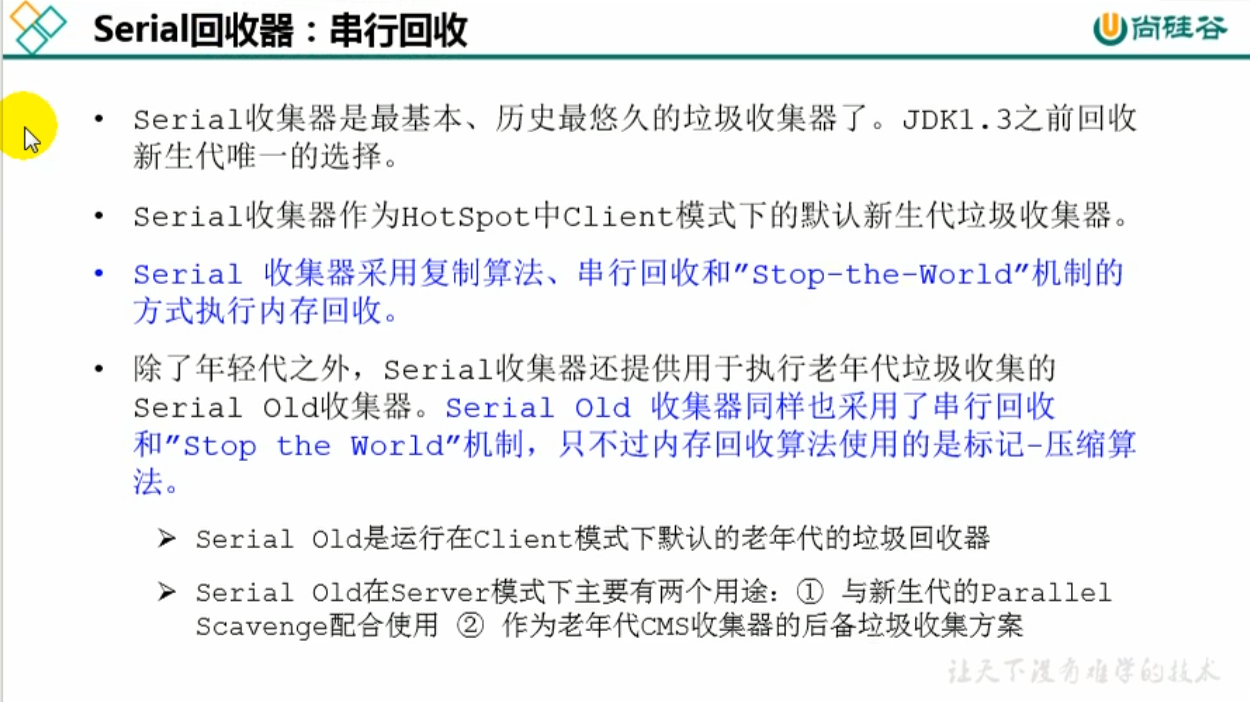 Serial回收器：串行回收
尚硅谷
• Serial收集器是最基本、历史最悠久的垃圾收集器了。JDK1.3之前回收
新生代唯一的选择。
• Serial收集器作为HotSpot中Client模式下的默认新生代垃圾收集器。
• Serial 收集器采用复制算法、串行回收和”Stop-the-World”机制的
方式执行内存回收。
• 除了年轻代之外，Serial收集器还提供用于执行老年代垃圾收集的
Serial Old收集器。Serial Old 收集器同样也采用了串行回收
和”Stop the World”机制，只不过内存回收算法使用的是标记-压缩算
法。
➢ Serial Old是运行在Client模式下默认的老年代的垃圾回收器
➢ Serial Old在Server模式下主要有两个用途：① 与新生代的Parallel
Scavenge配合使用 ② 作为老年代CMS收集器的后备垃圾收集方案
让天下没有难学的技术